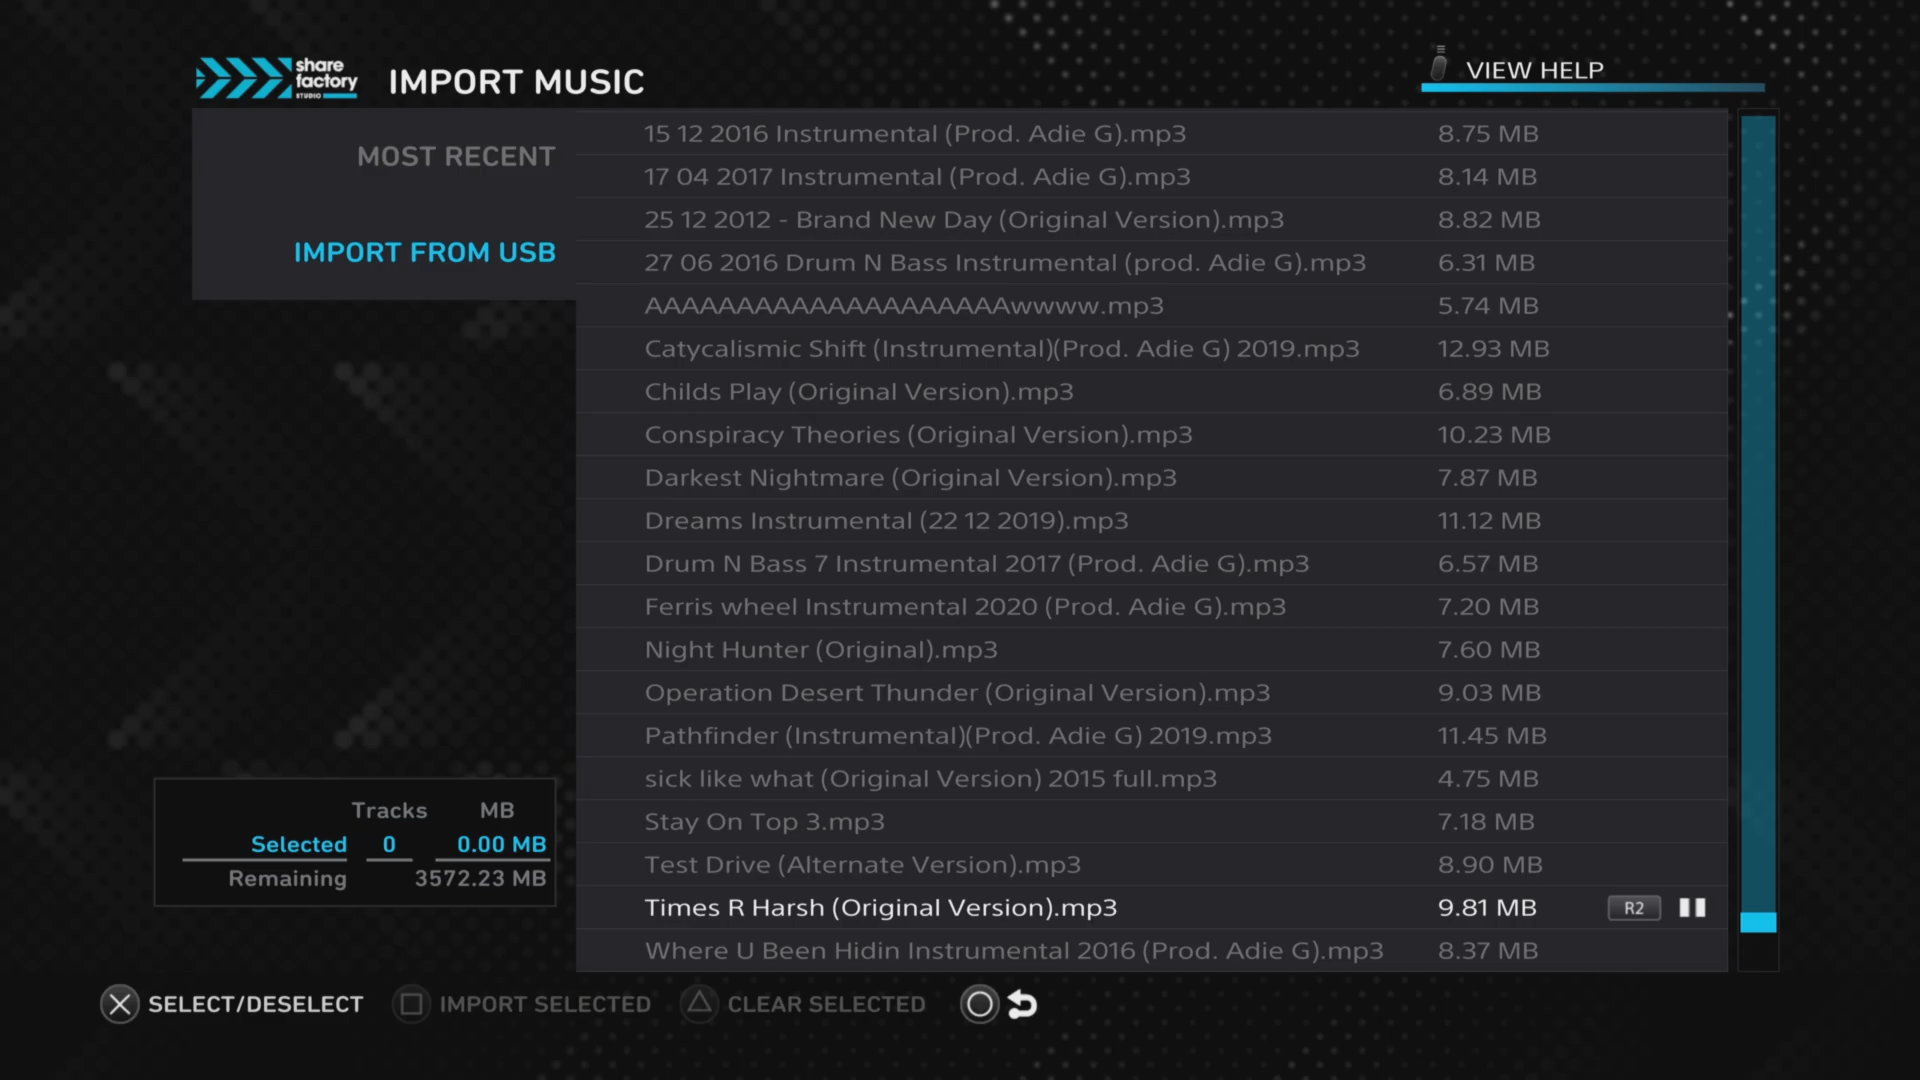 share
factory
STUDIO
IMPORT MUSIC
VIEW HELP
MOST RECENT
IMPORT FROM USB
15 12 2016 Instrumental (Prod. Adie G).mp3 8.75 MB
17 04 2017 Instrumental (Prod. Adie G).mp3 8.14 MB
25 12 2012 - Brand New Day (Original Version).mp3 8.82 MB
27 06 2016 Drum N Bass Instrumental (prod. Adie G).mp3 6.31 MB
AAAAAAAAAAAAAAAAAAAAwwww.mp3 5.74 MB
Catycalismic Shift (Instrumental)(Prod. Adie G) 2019.mp3 12.93 MB
Childs Play (Original Version).mp3 6.89 MB
Conspiracy Theories (Original Version).mp3 10.23 MB
Darkest Nightmare (Original Version).mp3 7.87 MB
Dreams Instrumental (22 12 2019).mp3 11.12 MB
Drum N Bass 7 Instrumental 2017 (Prod. Adie G).mp3 6.57 MB
Ferris wheel Instrumental 2020 (Prod. Adie G).mp3 7.20 MB
Night Hunter (Original).mp3 7.60 MB
Operation Desert Thunder (Original Version).mp3 9.03 MB
Pathfinder (Instrumental)(Prod. Adie G) 2019.mp3 11.45 MB
sick like what (Original Version) 2015 full.mp3 4.75 MB
Stay On Top 3.mp3 7.18 MB
Test Drive (Alternate Version).mp3 8.90 MB
Times R Harsh (Original Version).mp3 9.81 MB R2
Where U Been Hidin Instrumental 2016 (Prod. Adie G).mp3 8.37 MB
Tracks MB
Selected 0 0.00 MB
Remaining 3572.23 MB
SELECT/DESELECT IMPORT SELECTED CLEAR SELECTED